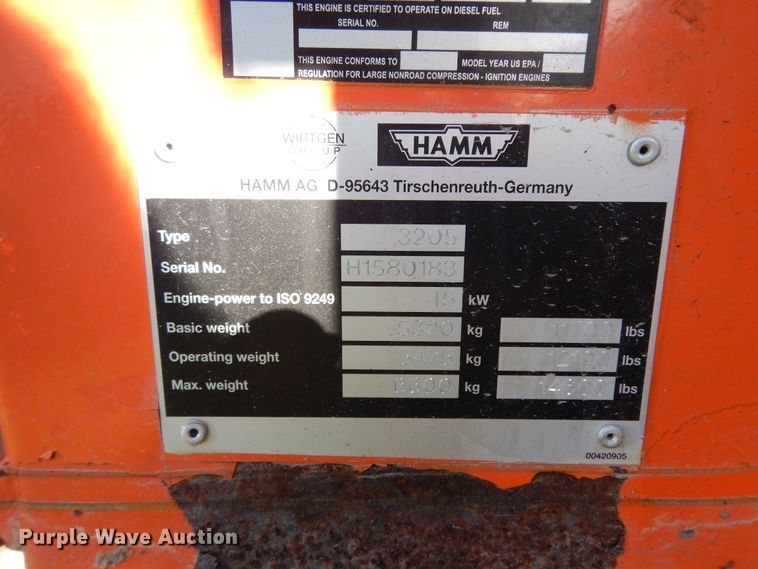 THIS ENGINE IS CERTIFIED TO OPERATE ON DIESEL FUEL
SERIAL NO. REM
THIS ENGINE CONFORMS TO MODEL YEAR US EPA /
REGULATION FOR LARGE NONROAD COMPRESSION - IGNITION ENGINES
WIRTGEN GROUP HAMM
HAMM AG D-95643 Tirschenreuth-Germany
Type 3205
Serial No. H1580183
Engine-power to ISO 9249 45 kW
Basic weight kg lbs
Operating weight kg lbs
Max. weight 6600 kg 14600 lbs
00420905
Purple Wave Auction